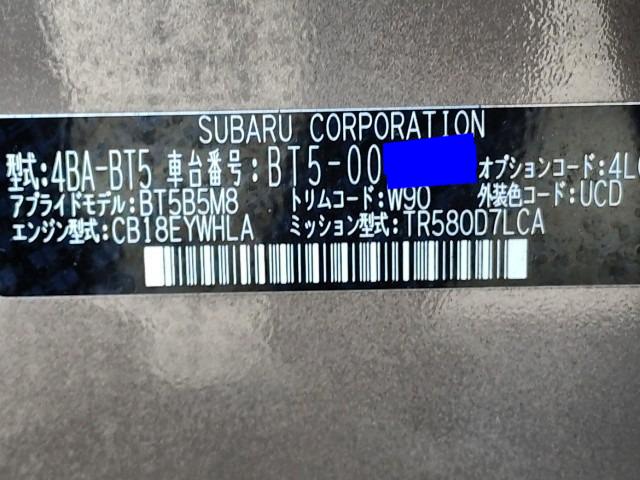 SUBARU CORPORATION
型式:4BA-BT5 車台番号:BT5-00 オプションコード:4L
アプライドモデル:BT5B5M8 トリムコード:W90 外装色コード:UCD
エンジン型式:CB18EYWHLA ミッション型式:TR580D7LCA